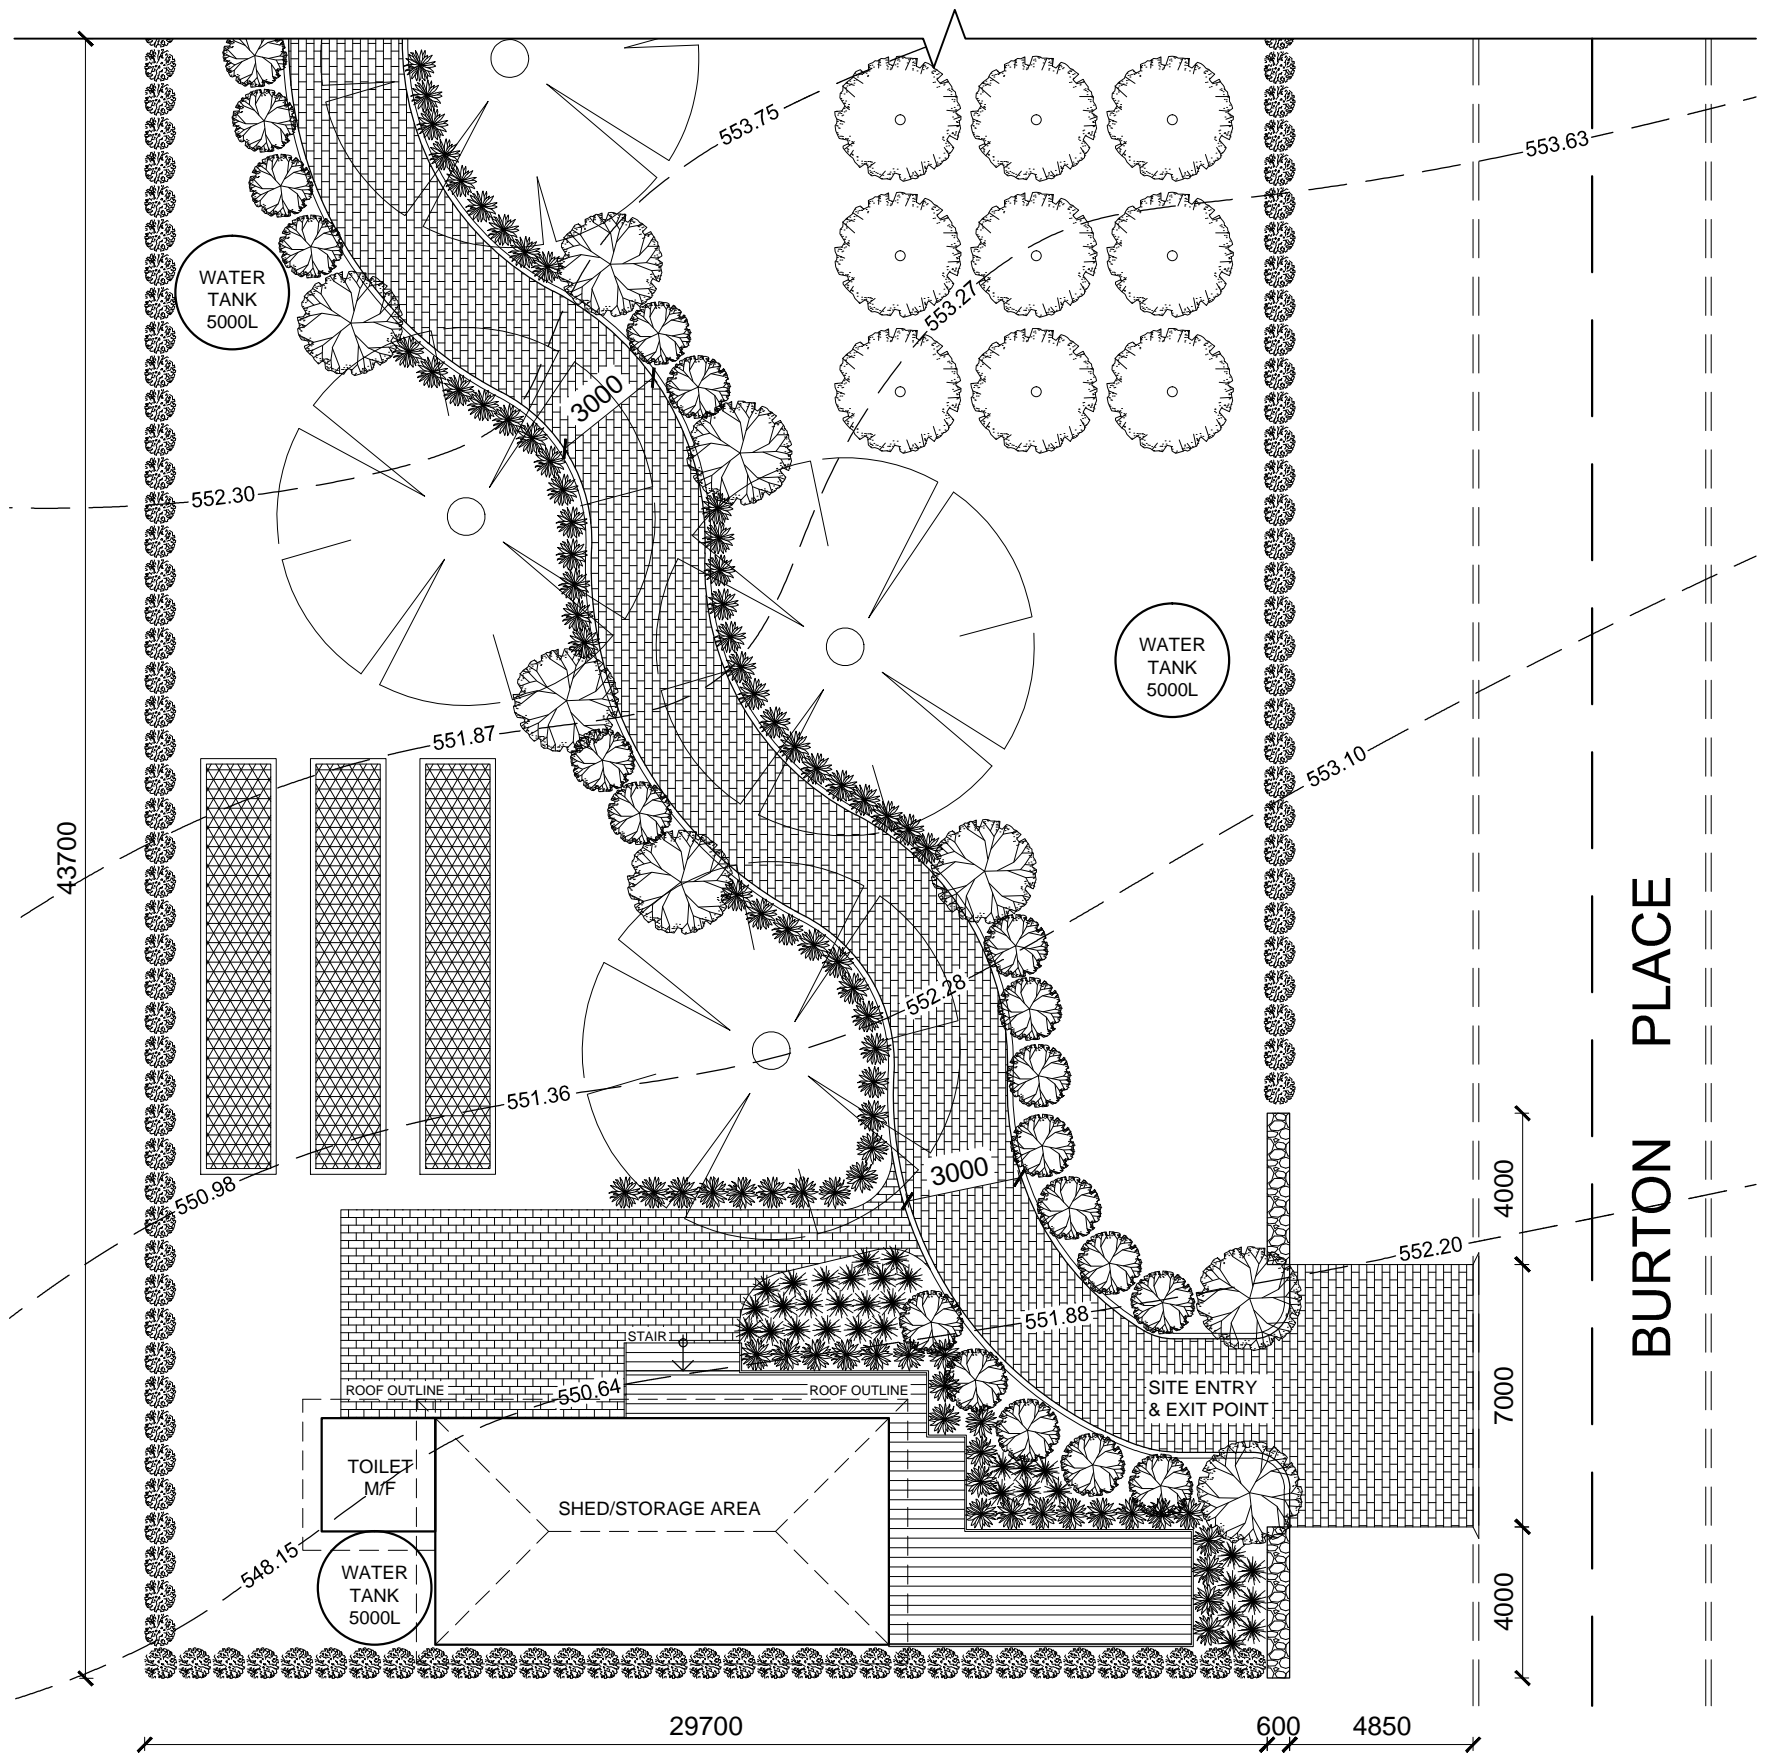 553.75
553.63
WATER
TANK
5000L
553.27
3000
552.30
WATER
TANK
5000L
551.87
553.10
43700
BURTON PLACE
552.28
551.36
3000
550.98
4000
552.20
551.88
STAIR
ROOF OUTLINE
550.64
ROOF OUTLINE
SITE ENTRY
& EXIT POINT
7000
TOILET
M/F
SHED/STORAGE AREA
548.15
WATER
TANK
5000L
4000
29700
600
4850